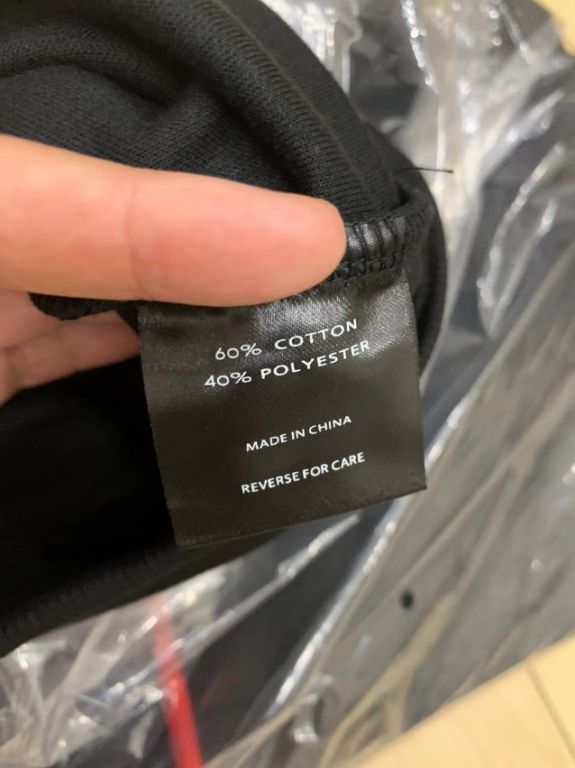 60% COTTON
40% POLYESTER
MADE IN CHINA
REVERSE FOR CARE